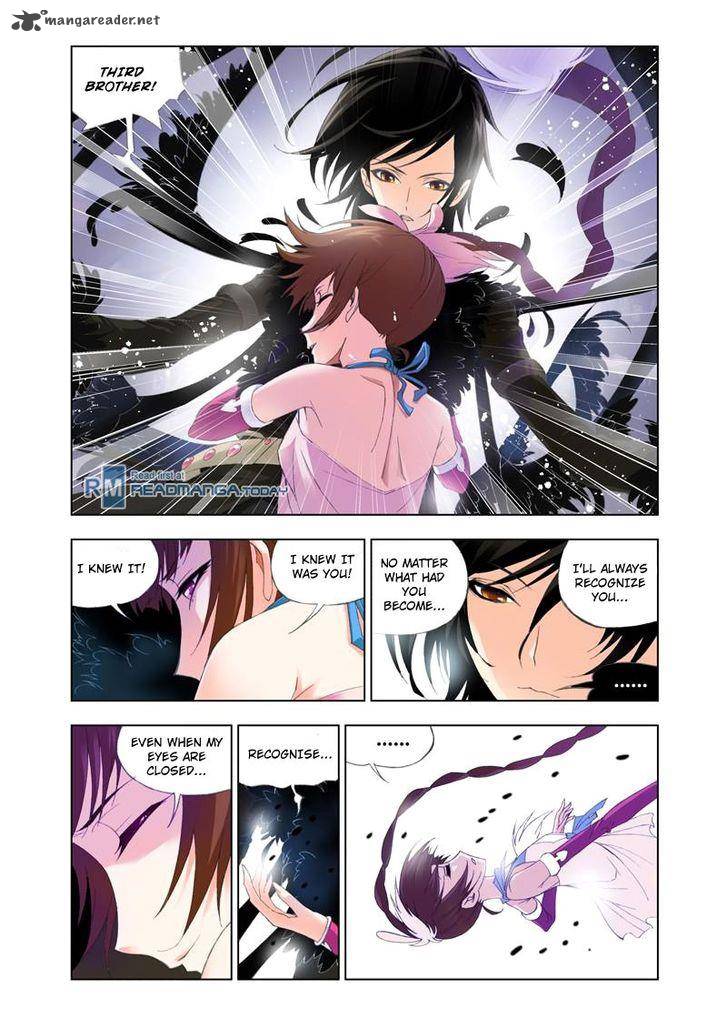 mangareader.net
THIRD
BROTHER!
RM
Read first at
READMANGA.TODAY
I KNEW IT!
I KNEW IT
WAS YOU!
NO MATTER
WHAT HAD
YOU
BECOME...
I'LL ALWAYS
RECOGNIZE
YOU...
......
EVEN WHEN MY
EYES ARE
CLOSED...
RECOGNISE...
......